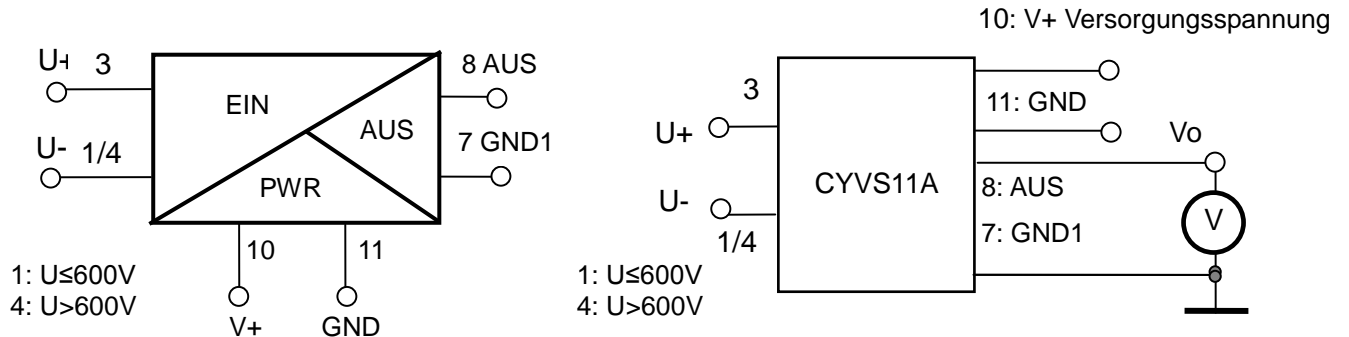 U+ 3
U- 1/4
EIN
AUS
PWR
8 AUS
7 GND1
10
11
V+
GND
1: U≤600V
4: U>600V
10: V+ Versorgungsspannung
3
U+
U-
1/4
1: U≤600V
4: U>600V
CYVS11A
11: GND
8: AUS
7: GND1
Vo
V